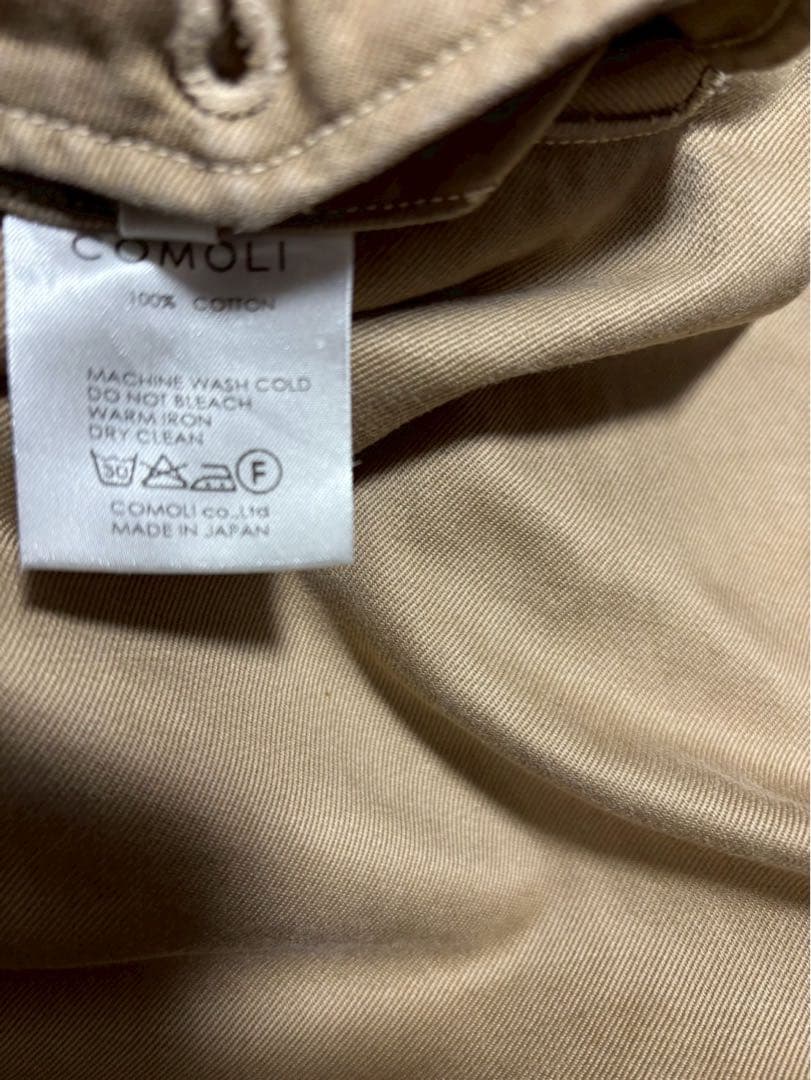 COMOLI
100% COTTON
MACHINE WASH COLD
DO NOT BLEACH
WARM IRON
DRY CLEAN
30 F
COMOLI co.,Ltd
MADE IN JAPAN